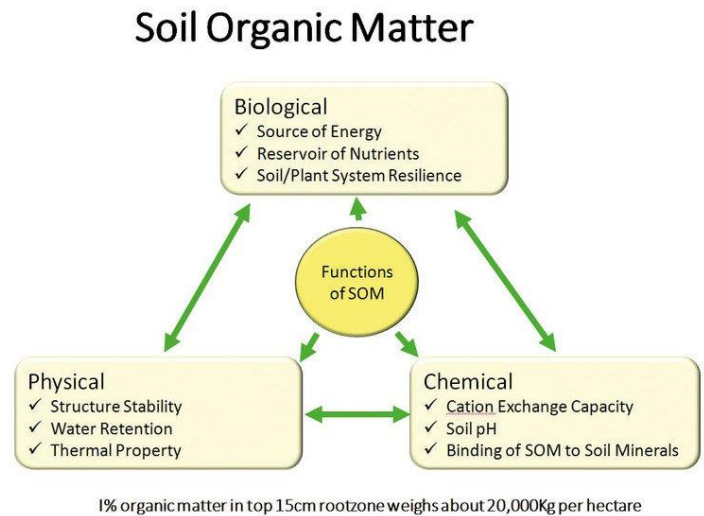 Soil Organic Matter
Biological
✓ Source of Energy
✓ Reservoir of Nutrients
✓ Soil/Plant System Resilience
Functions
of SOM
Physical
✓ Structure Stability
✓ Water Retention
✓ Thermal Property
Chemical
✓ Cation Exchange Capacity
✓ Soil pH
✓ Binding of SOM to Soil Minerals
I% organic matter in top 15cm rootzone weighs about 20,000Kg per hectare